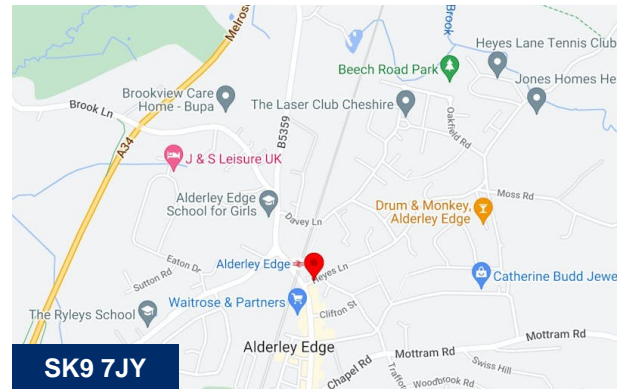 Melrose
Brook
Heyes Lane Tennis Club
Beech Road Park
Brookview Care
Home - Bupa
The Laser Club Cheshire
Jones Homes He
Brook Ln
B5359
Oakfield Rd
A34
J & S Leisure UK
Alderley Edge
School for Girls
Moss Rd
Drum & Monkey,
Alderley Edge
Davey Ln
Eaton Dr
Alderley Edge
Heyes Ln
Sutton Rd
Catherine Budd Jewe
Waitrose & Partners
The Ryleys School
Clifton St
Alderley Edge
Mottram Rd
Mottram Rd
Chapel Rd
Swiss Hill
Traffor
Woodbrook Rd
SK9 7JY